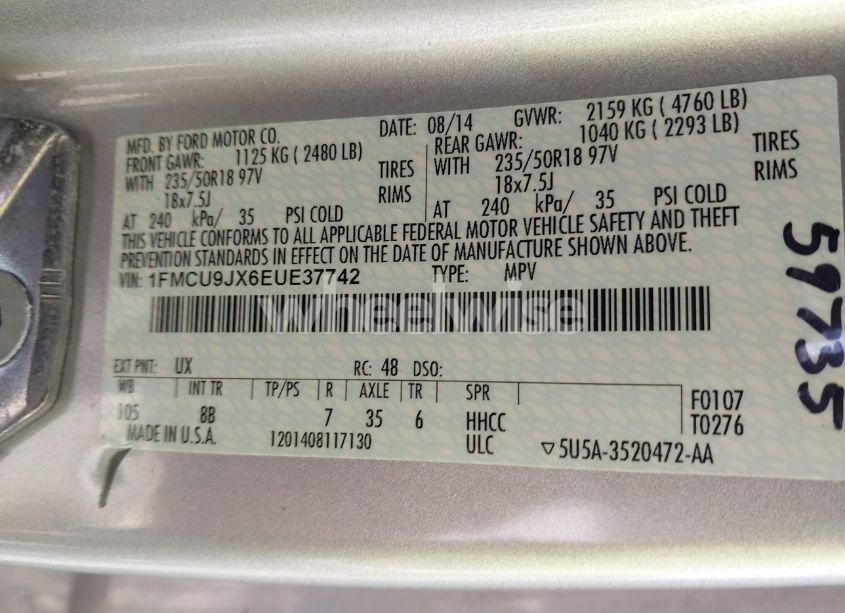 MFD. BY FORD MOTOR CO. DATE: 08/14 GVWR: 2159 KG ( 4760 LB)
FRONT GAWR: 1125 KG ( 2480 LB) REAR GAWR: 1040 KG ( 2293 LB)
WITH 235/50R18 97V TIRES WITH 235/50R18 97V TIRES
18x7.5J RIMS 18x7.5J RIMS
AT 240 kPa/ 35 PSI COLD AT 240 kPa/ 35 PSI COLD
THIS VEHICLE CONFORMS TO ALL APPLICABLE FEDERAL MOTOR VEHICLE SAFETY AND THEFT
PREVENTION STANDARDS IN EFFECT ON THE DATE OF MANUFACTURE SHOWN ABOVE.
VIN: 1FMCU9JX6EUE37742 TYPE: MPV
wheelwise
59735
EXT PNT: UX RC: 48 DSO:
WB INT TR TP/PS R AXLE TR SPR F0107
105 8B 7 35 6 HHCC T0276
MADE IN U.S.A. 1201408117130 ULC ▽5U5A-3520472-AA